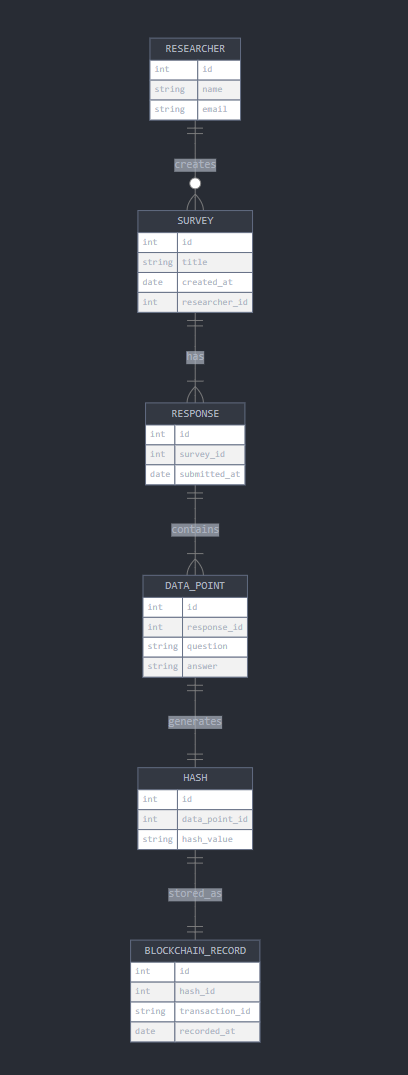 RESEARCHER
int id
string name
string email
creates
SURVEY
int id
string title
date created_at
int researcher_id
has
RESPONSE
int id
int survey_id
date submitted_at
contains
DATA_POINT
int id
int response_id
string question
string answer
generates
HASH
int id
int data_point_id
string hash_value
stored_as
BLOCKCHAIN_RECORD
int id
int hash_id
string transaction_id
date recorded_at